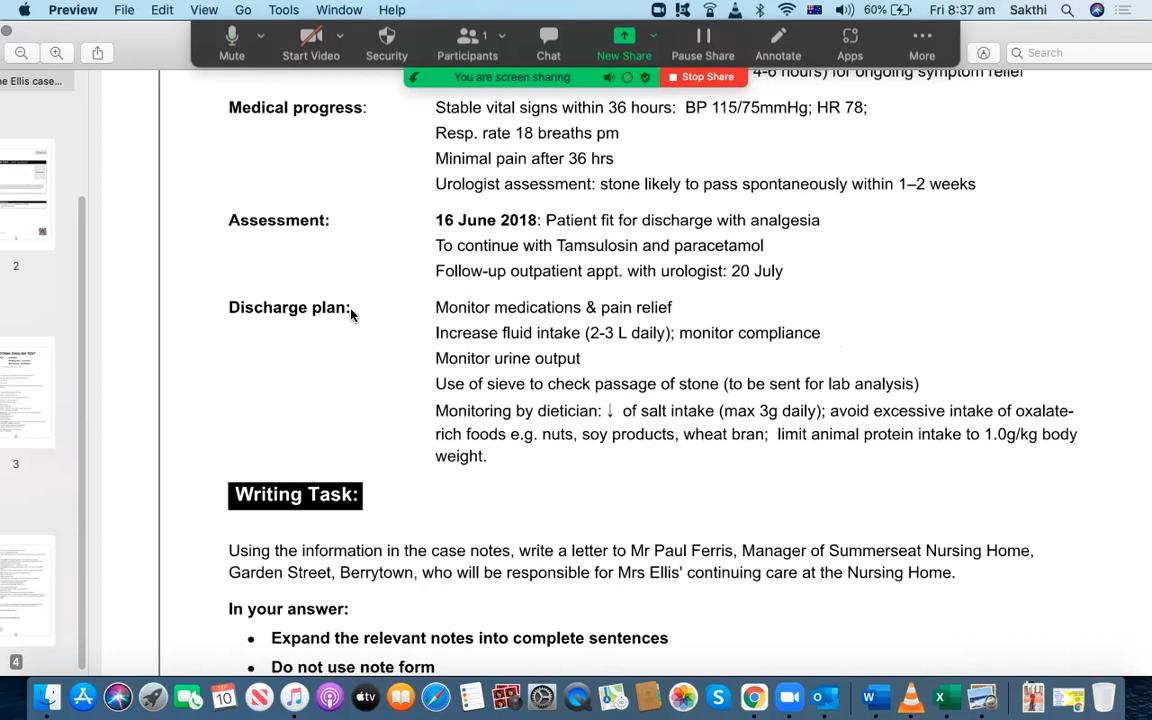 Preview File Edit View Go Tools Window Help 60% Fri 8:37 am Sakthi
Mute Start Video Security Participants 1 Chat New Share Pause Share Annotate Apps More
Search
You are screen sharing Stop Share
ne Ellis case...
4-6 hours) for ongoing symptom relief
Medical progress: Stable vital signs within 36 hours: BP 115/75mmHg; HR 78;
Resp. rate 18 breaths pm
Minimal pain after 36 hrs
Urologist assessment: stone likely to pass spontaneously within 1–2 weeks
Assessment: 16 June 2018: Patient fit for discharge with analgesia
To continue with Tamsulosin and paracetamol
Follow-up outpatient appt. with urologist: 20 July
Discharge plan: Monitor medications & pain relief
Increase fluid intake (2-3 L daily); monitor compliance
Monitor urine output
Use of sieve to check passage of stone (to be sent for lab analysis)
Monitoring by dietician: ↓ of salt intake (max 3g daily); avoid excessive intake of oxalate-
rich foods e.g. nuts, soy products, wheat bran; limit animal protein intake to 1.0g/kg body
weight.
Writing Task:
Using the information in the case notes, write a letter to Mr Paul Ferris, Manager of Summerseat Nursing Home,
Garden Street, Berrytown, who will be responsible for Mrs Ellis' continuing care at the Nursing Home.
In your answer:
• Expand the relevant notes into complete sentences
• Do not use note form
2
3
4
SEP
10
tv